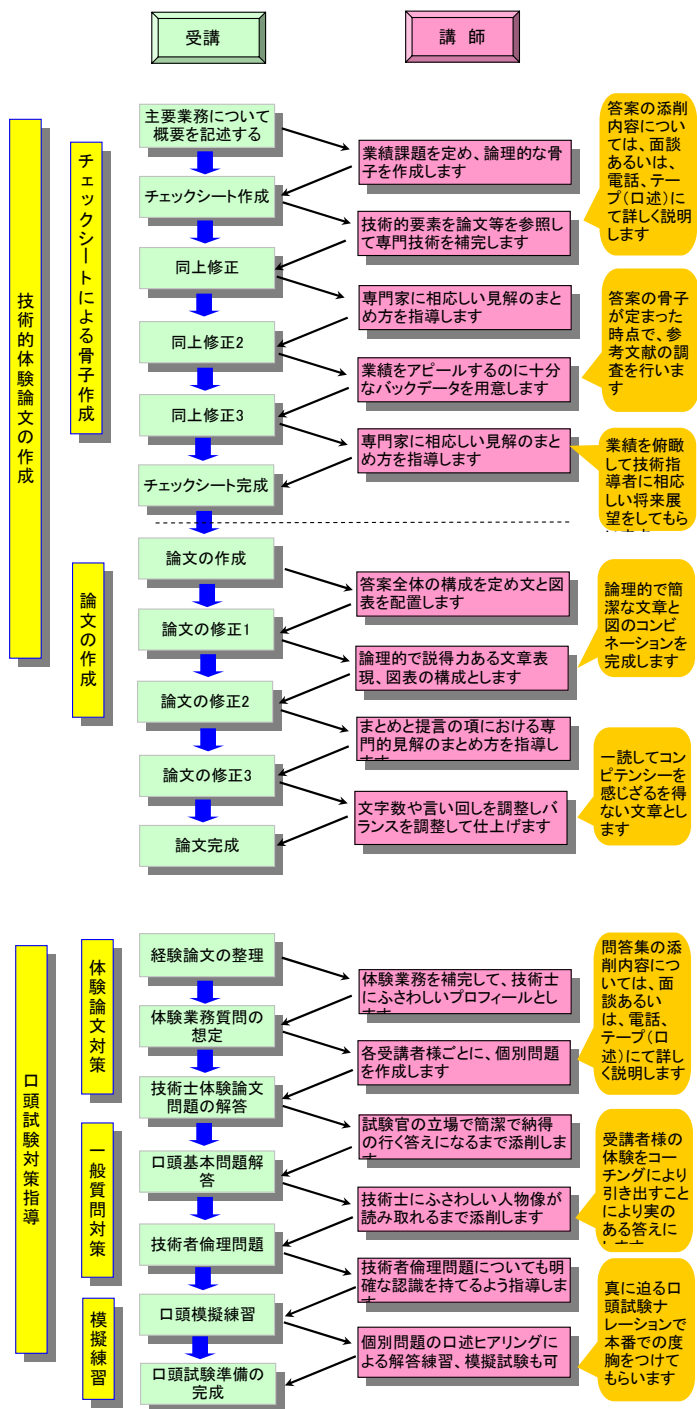 受講
講 師
技術的体験論文の作成
チェックシートによる骨子作成
主要業務について
概要を記述する
業績課題を定め、論理的な骨
子を作成します
答案の添削
内容につい
ては、面談
あるいは、
電話、テー
プ(口述)に
て詳しく説明
します
チェックシート作成
技術的要素を論文等を参照
して専門技術を補完します
同上修正
専門家に相応しい見解のまと
め方を指導します
答案の骨子
が定まった
時点で、参
考文献の調
査を行いま
す
同上修正2
業績をアピールするのに十分
なバックデータを用意します
同上修正3
専門家に相応しい見解のまと
め方を指導します
業績を俯瞰
して技術指
導者に相応
しい将来展
望をしてもら
チェックシート完成
論文の作成
論文の作成
答案全体の構成を定め文と図
表を配置します
論理的で簡
潔な文章と
図のコンビ
ネーションを
完成します
論文の修正1
論理的で説得力ある文章表
現、図表の構成とします
論文の修正2
まとめと提言の項における専
門的見解のまとめ方を指導し
ます
一読してコン
ピテンシーを
感じざるを得
ない文章とし
ます
論文の修正3
文字数や言い回しを調整しバ
ランスを調整して仕上げます
論文完成
口頭試験対策指導
体験論文対策
経験論文の整理
体験業務を補完して、技術士
にふさわしいプロフィールとし
ます
問答集の添
削内容につ
いては、面
談あるい
は、電話、
テープ(口
述)にて詳し
く説明します
体験業務質問の
想定
各受講者様ごとに、個別問題
を作成します
技術士体験論文
問題の解答
試験官の立場で簡潔で納得
の行く答えになるまで添削しま
す
一般質問対策
口頭基本問題解
答
技術士にふさわしい人物像が
読み取れるまで添削します
受講者様の
体験をコー
チングにより
引き出すこと
により実の
ある答えに
します
技術者倫理問題
技術者倫理問題についても明
確な認識を持てるよう指導しま
す
模擬練習
口頭模擬練習
個別問題の口述ヒアリングに
よる解答練習、模擬試験も可
真に迫る口
頭試験ナ
レーションで
本番での度
胸をつけて
もらいます
口頭試験準備の
完成